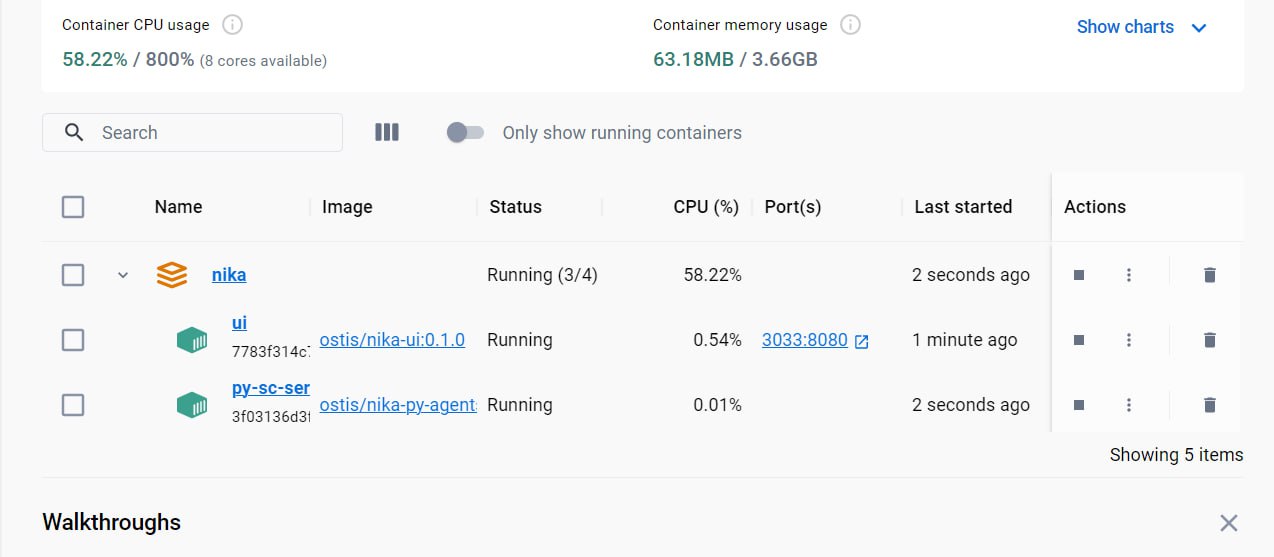 Container CPU usage
58.22% / 800% (8 cores available)
Container memory usage
63.18MB / 3.66GB
Show charts
Search
Only show running containers
Name Image Status CPU (%) Port(s) Last started Actions
nika Running (3/4) 58.22% 2 seconds ago
ui
7783f314c
ostis/nika-ui:0.1.0 Running 0.54% 3033:8080 1 minute ago
py-sc-ser
3f03136d3
ostis/nika-py-agent Running 0.01% 2 seconds ago
Showing 5 items
Walkthroughs